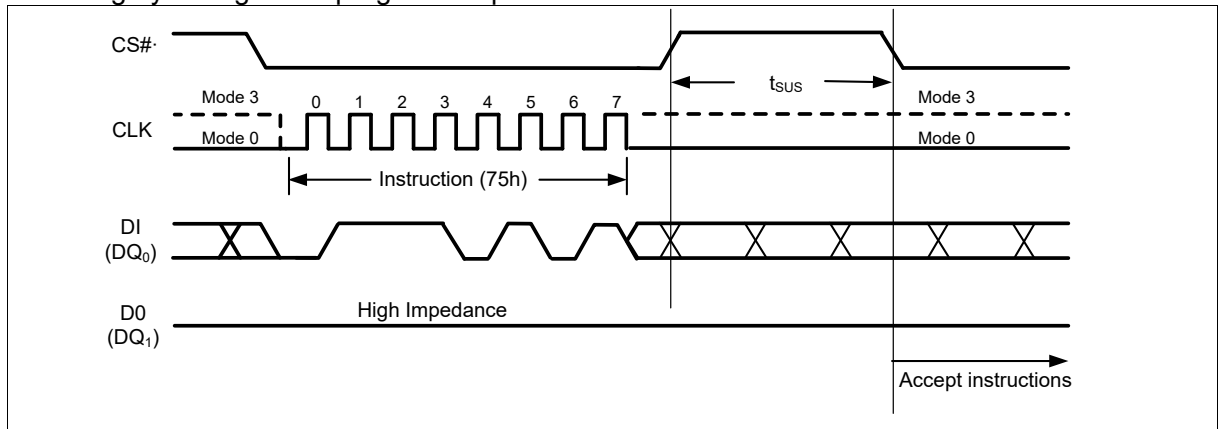 CS#·
t_SUS
Mode 3
0 1 2 3 4 5 6 7
Mode 3
CLK
Mode 0
Mode 0
Instruction (75h)
DI
(DQ₀)
High Impedance
D0
(DQ₁)
Accept instructions